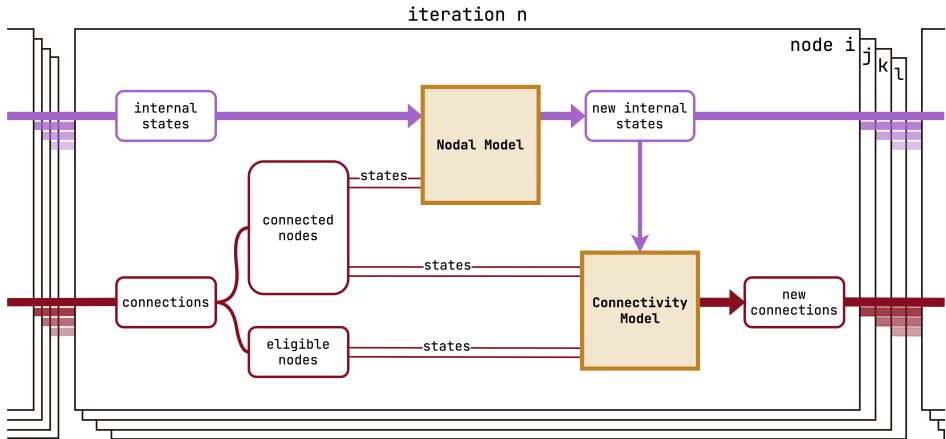 iteration n
node i
j
k
l
internal
states
new internal
states
Nodal Model
states
connected
nodes
states
connections
Connectivity
Model
new
connections
eligible
nodes
states